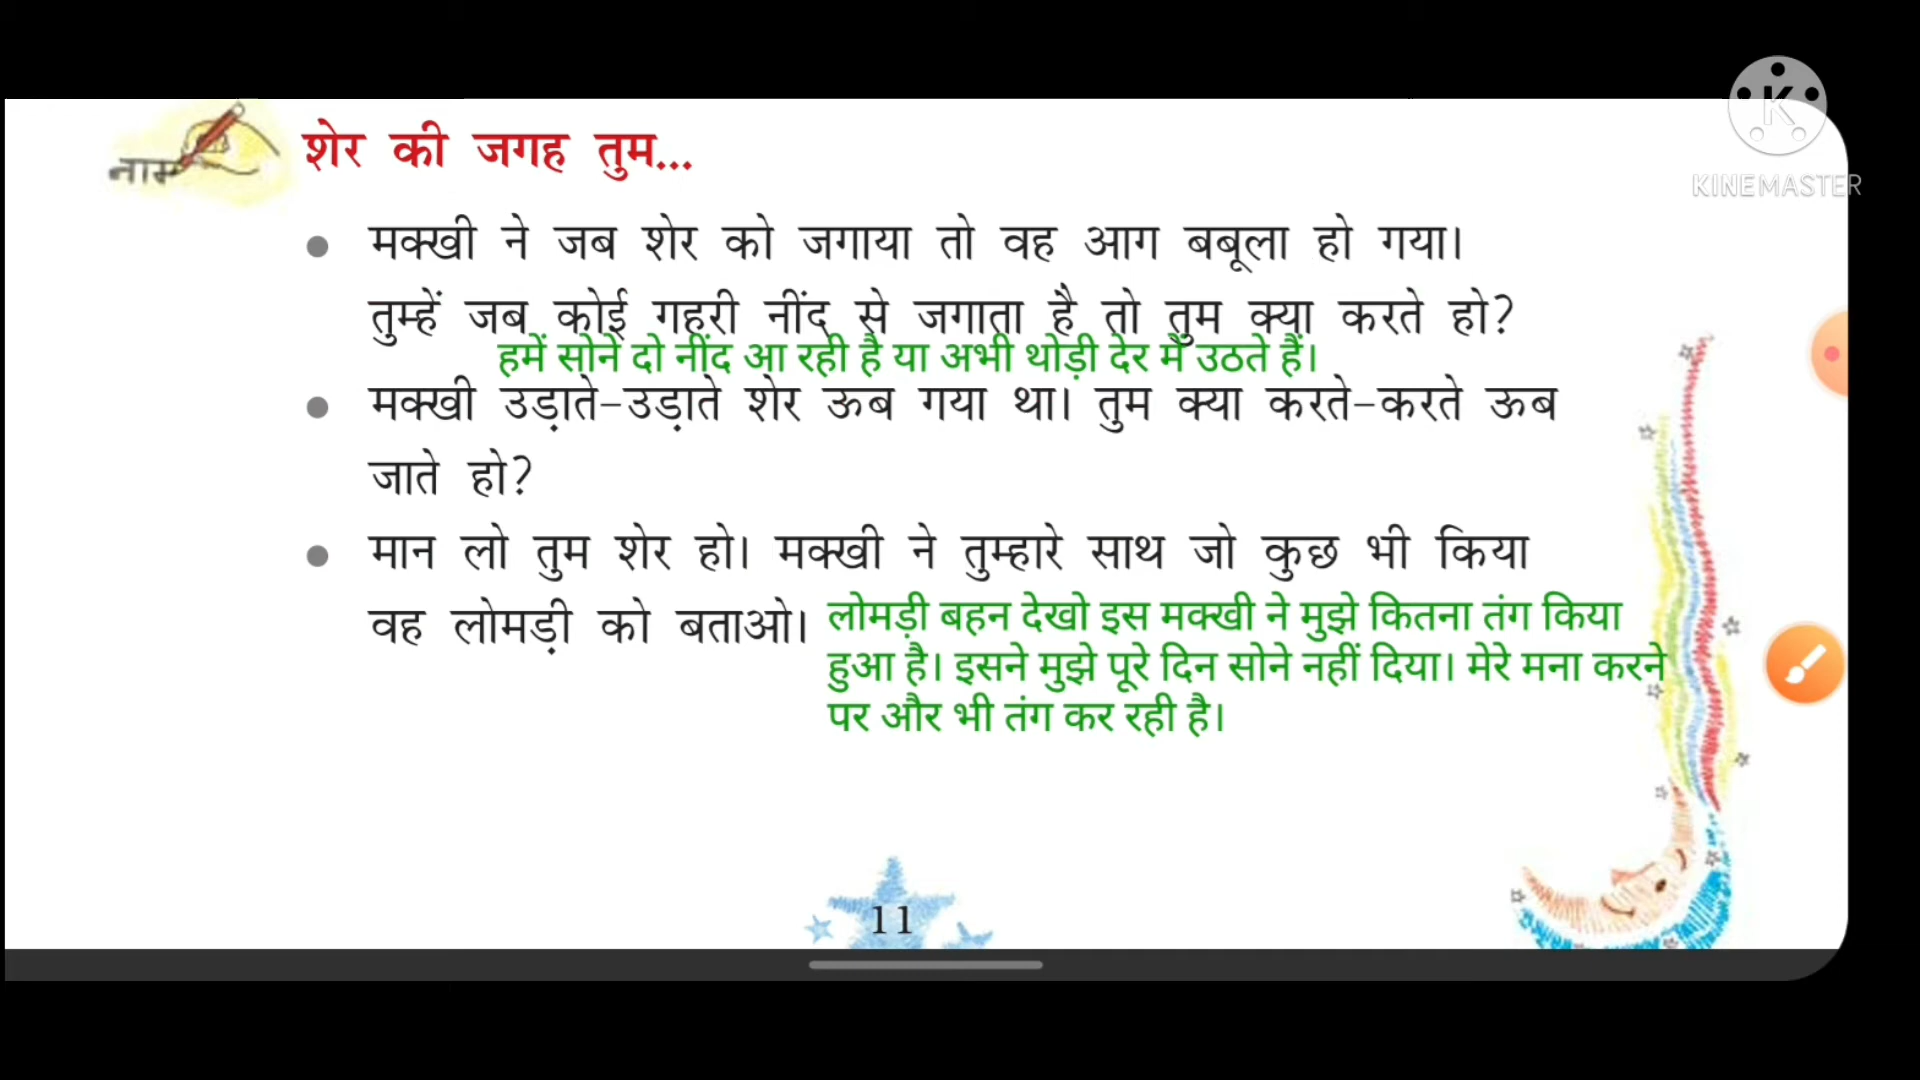 नाम
शेर की जगह तुम...
मक्खी ने जब शेर को जगाया तो वह आग बबूला हो गया।
तुम्हें जब कोई गहरी नींद से जगाता है तो तुम क्या करते हो?
हमें सोने दो नींद आ रही है या अभी थोड़ी देर में उठते हैं।
मक्खी उड़ाते-उड़ाते शेर ऊब गया था। तुम क्या करते-करते ऊब
जाते हो?
मान लो तुम शेर हो। मक्खी ने तुम्हारे साथ जो कुछ भी किया
वह लोमड़ी को बताओ।
लोमड़ी बहन देखो इस मक्खी ने मुझे कितना तंग किया
हुआ है। इसने मुझे पूरे दिन सोने नहीं दिया। मेरे मना करने
पर और भी तंग कर रही है।
11
K
KINEMASTER